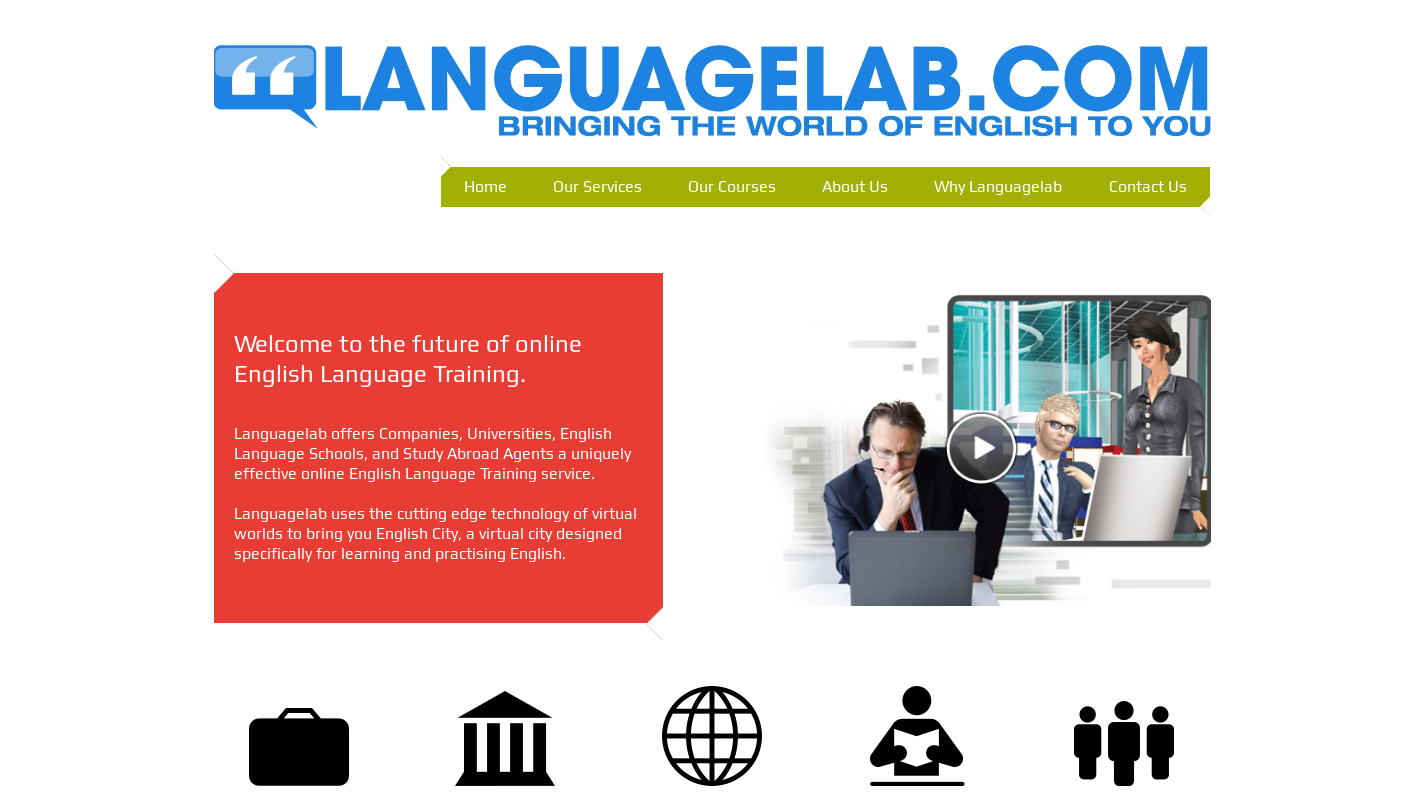 LANGUAGELAB.COM
BRINGING THE WORLD OF ENGLISH TO YOU
Home Our Services Our Courses About Us Why Languagelab Contact Us
Welcome to the future of online
English Language Training.
Languagelab offers Companies, Universities, English
Language Schools, and Study Abroad Agents a uniquely
effective online English Language Training service.
Languagelab uses the cutting edge technology of virtual
worlds to bring you English City, a virtual city designed
specifically for learning and practising English.